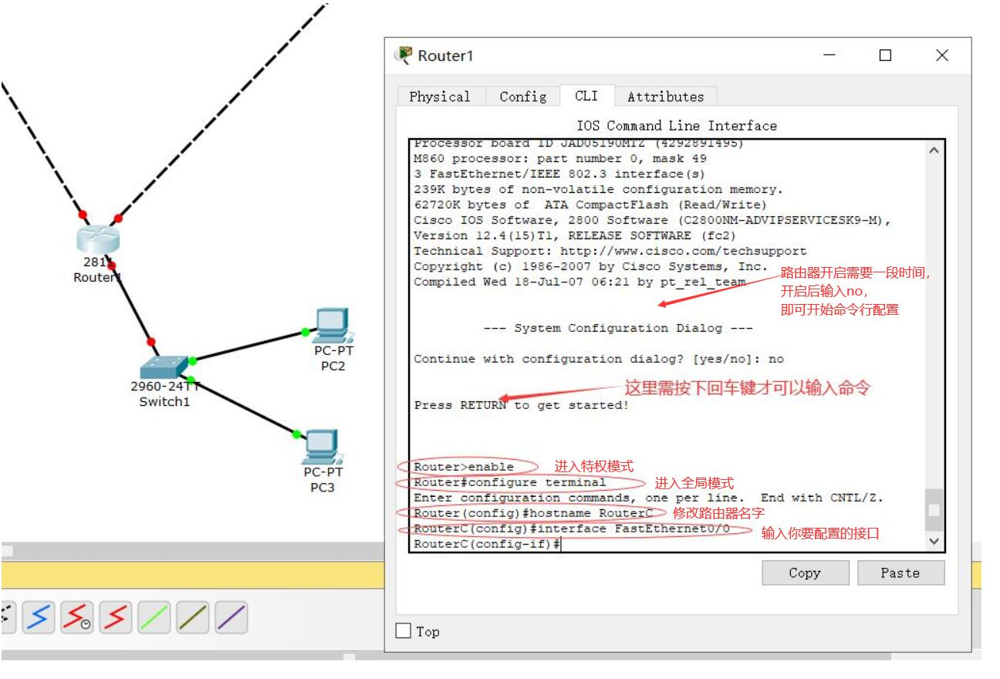 Router1
Physical
Config
CLI
Attributes
IOS Command Line Interface
Processor board ID JAD05190MTZ (4292891495)
M860 processor: part number 0, mask 49
3 FastEthernet/IEEE 802.3 interface(s)
239K bytes of non-volatile configuration memory.
62720K bytes of  ATA CompactFlash (Read/Write)
Cisco IOS Software, 2800 Software (C2800NM-ADVIPSERVICESK9-M),
Version 12.4(15)T1, RELEASE SOFTWARE (fc2)
Technical Support: http://www.cisco.com/techsupport
Copyright (c) 1986-2007 by Cisco Systems, Inc.
Compiled Wed 18-Jul-07 06:21 by pt_rel_team
路由器开启需要一段时间，
开启后输入no，
即可开始命令行配置
--- System Configuration Dialog ---
Continue with configuration dialog? [yes/no]: no
这里需按下回车键才可以输入命令
Press RETURN to get started!
Router>enable
进入特权模式
Router#configure terminal
进入全局模式
Enter configuration commands, one per line.  End with CNTL/Z.
Router(config)#hostname RouterC
修改路由器名字
RouterC(config)#interface FastEthernet0/0
输入你要配置的接口
RouterC(config-if)#
Copy
Paste
Top
2811
Router1
PC-PT
PC2
2960-24TT
Switch1
PC-PT
PC3